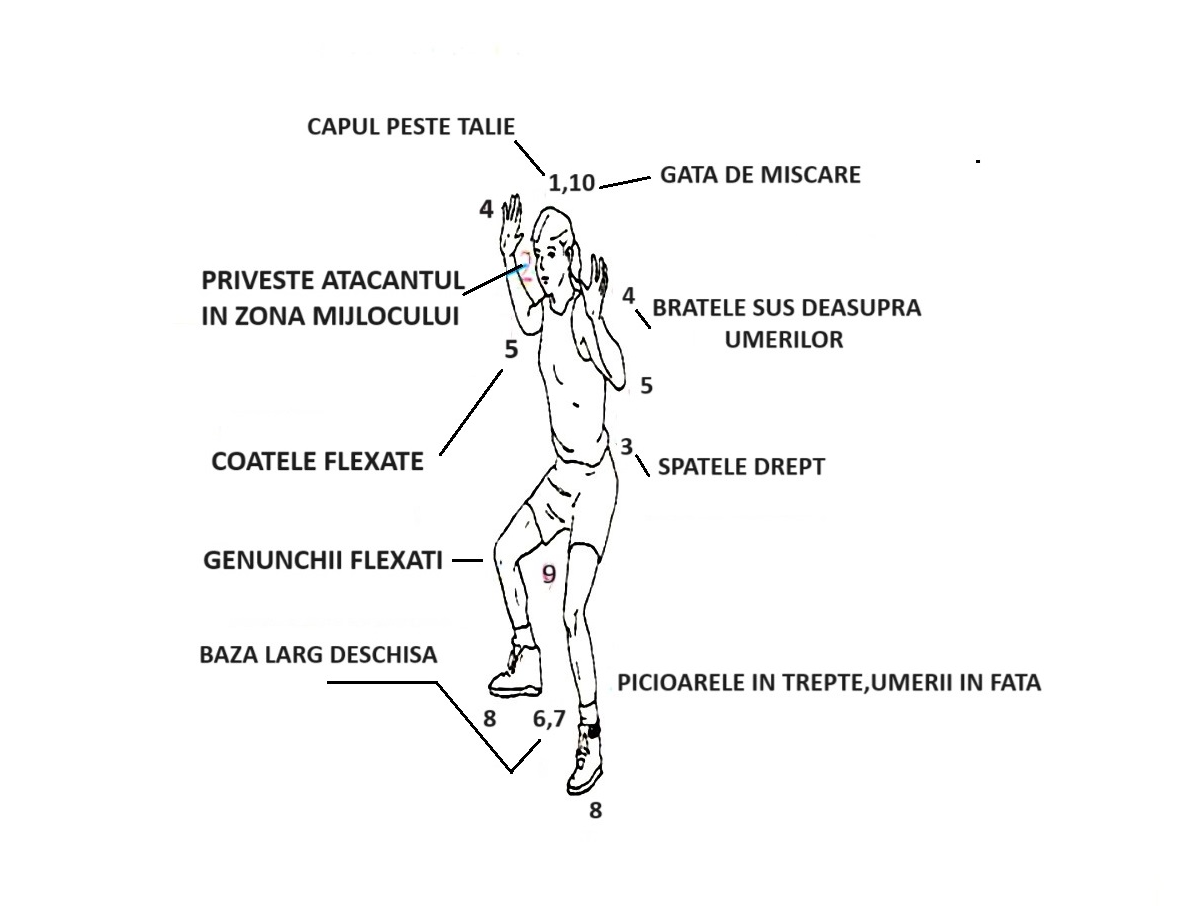 CAPUL PESTE TALIE
1,10
GATA DE MISCARE
4
PRIVESTE ATACANTUL
IN ZONA MIJLOCULUI
2
4
BRATELE SUS DEASUPRA
UMERILOR
5
5
COATELE FLEXATE
3
SPATELE DREPT
GENUNCHII FLEXATI
9
BAZA LARG DESCHISA
PICIOARELE IN TREPTE,UMERII IN FATA
8
6,7
8